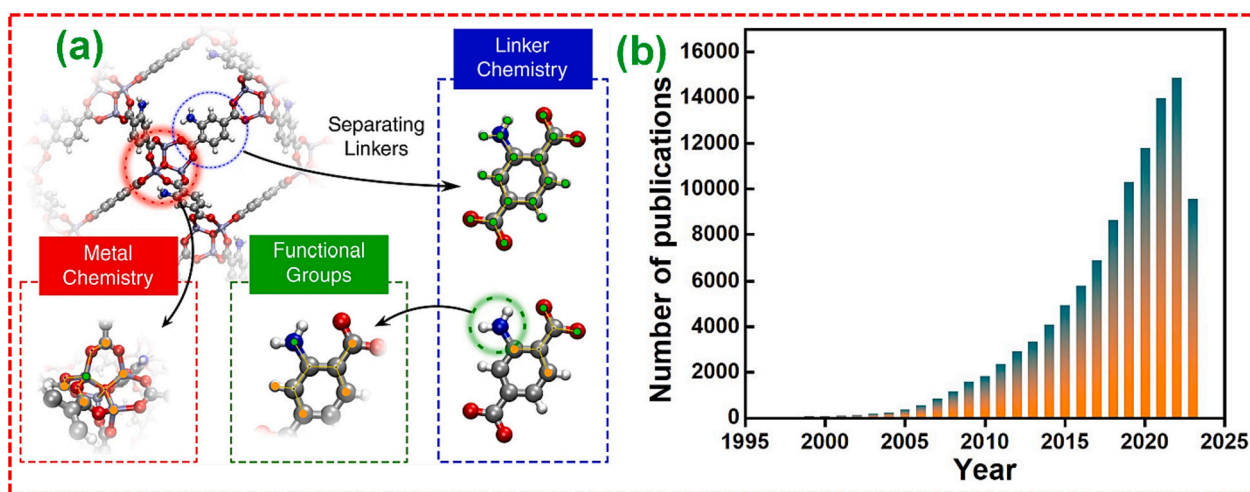 (a)
Linker
Chemistry
Separating
Linkers
Metal
Chemistry
Functional
Groups
(b)
Number of publications
16000
14000
12000
10000
8000
6000
4000
2000
0
1995 2000 2005 2010 2015 2020 2025
Year